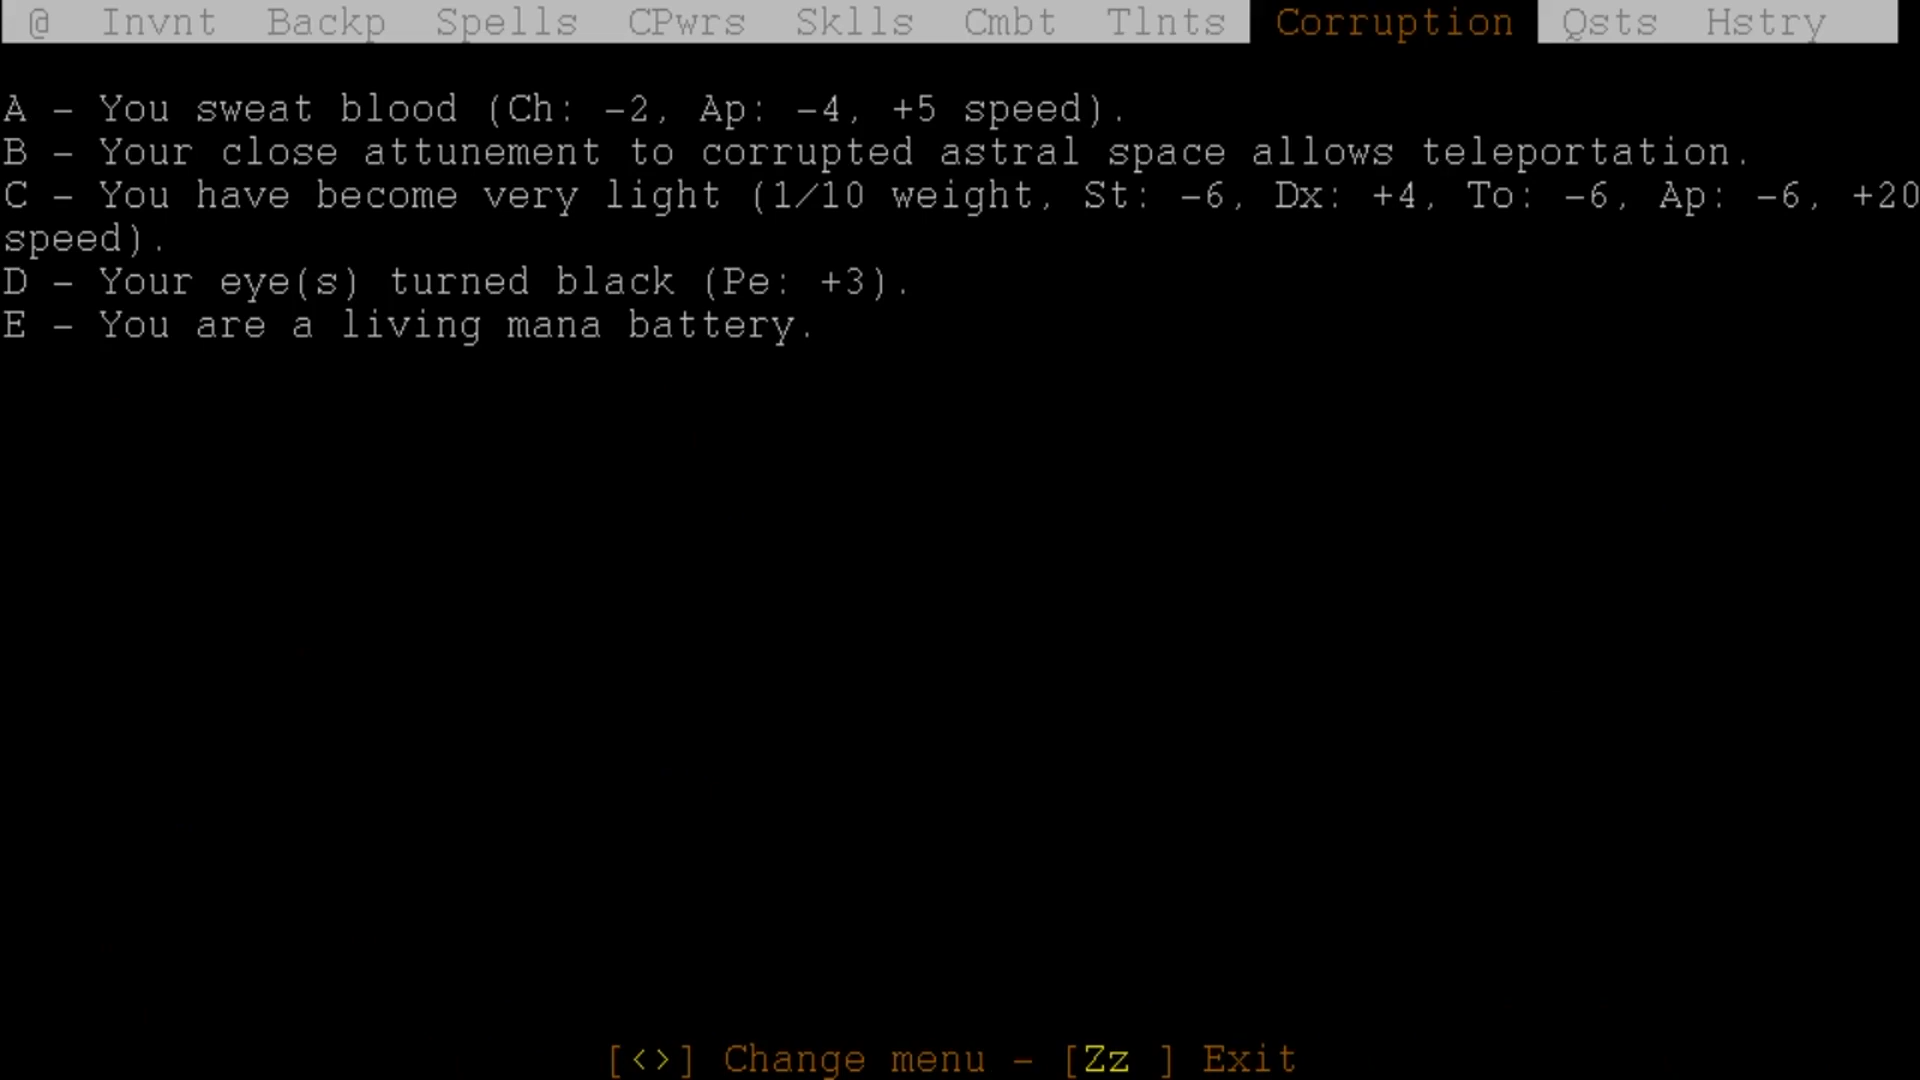 @ Invnt Backp Spells CPwrs Sklls Cmbt Tlnts Corruption Qsts Hstry
A - You sweat blood (Ch: -2, Ap: -4, +5 speed).
B - Your close attunement to corrupted astral space allows teleportation.
C - You have become very light (1/10 weight, St: -6, Dx: +4, To: -6, Ap: -6, +20
speed).
D - Your eye(s) turned black (Pe: +3).
E - You are a living mana battery.
[<>] Change menu - [Zz ] Exit